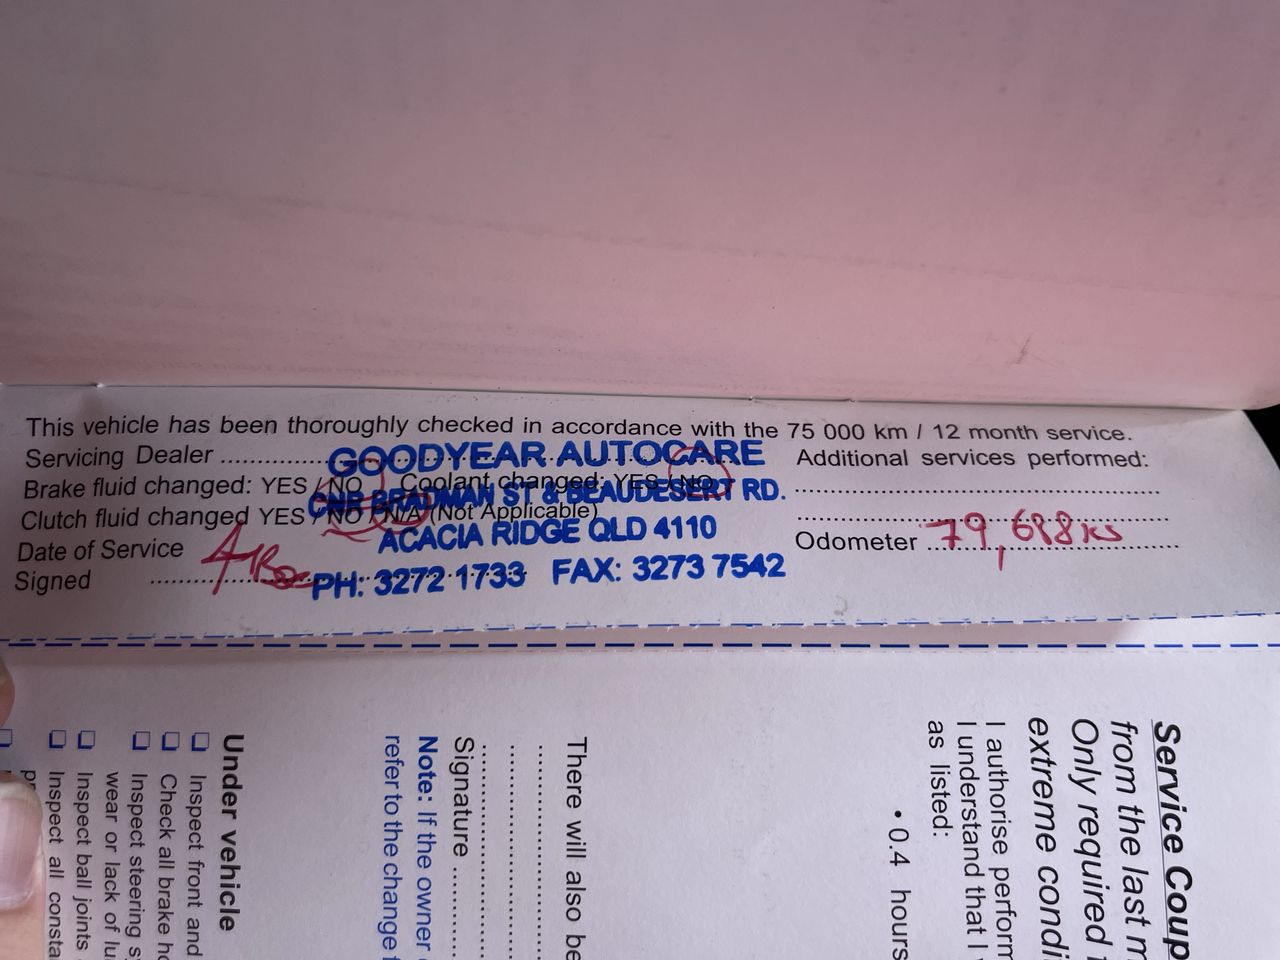 This vehicle has been thoroughly checked in accordance with the 75 000 km / 12 month service.
Servicing Dealer
GOODYEAR AUTOCARE
Additional services performed:
Brake fluid changed: YES / NO Coolant changed: YES / NO
CNR BRADMAN ST & BEAUDESERT RD.
Clutch fluid changed YES / NO / N/A (Not Applicable)
ACACIA RIDGE QLD 4110
Date of Service
Odometer 79,688 ks
Signed
PH: 3272 1733 FAX: 3273 7542
Service Coup
from the last m
Only required
extreme condi
I authorise perform
I understand that I
as listed:
• 0.4 hours
There will also be
Signature
Note: If the owner
refer to the change
Under vehicle
Inspect front and
Check all brake ho
Inspect steering s
wear or lack of lu
Inspect ball joints
Inspect all consta